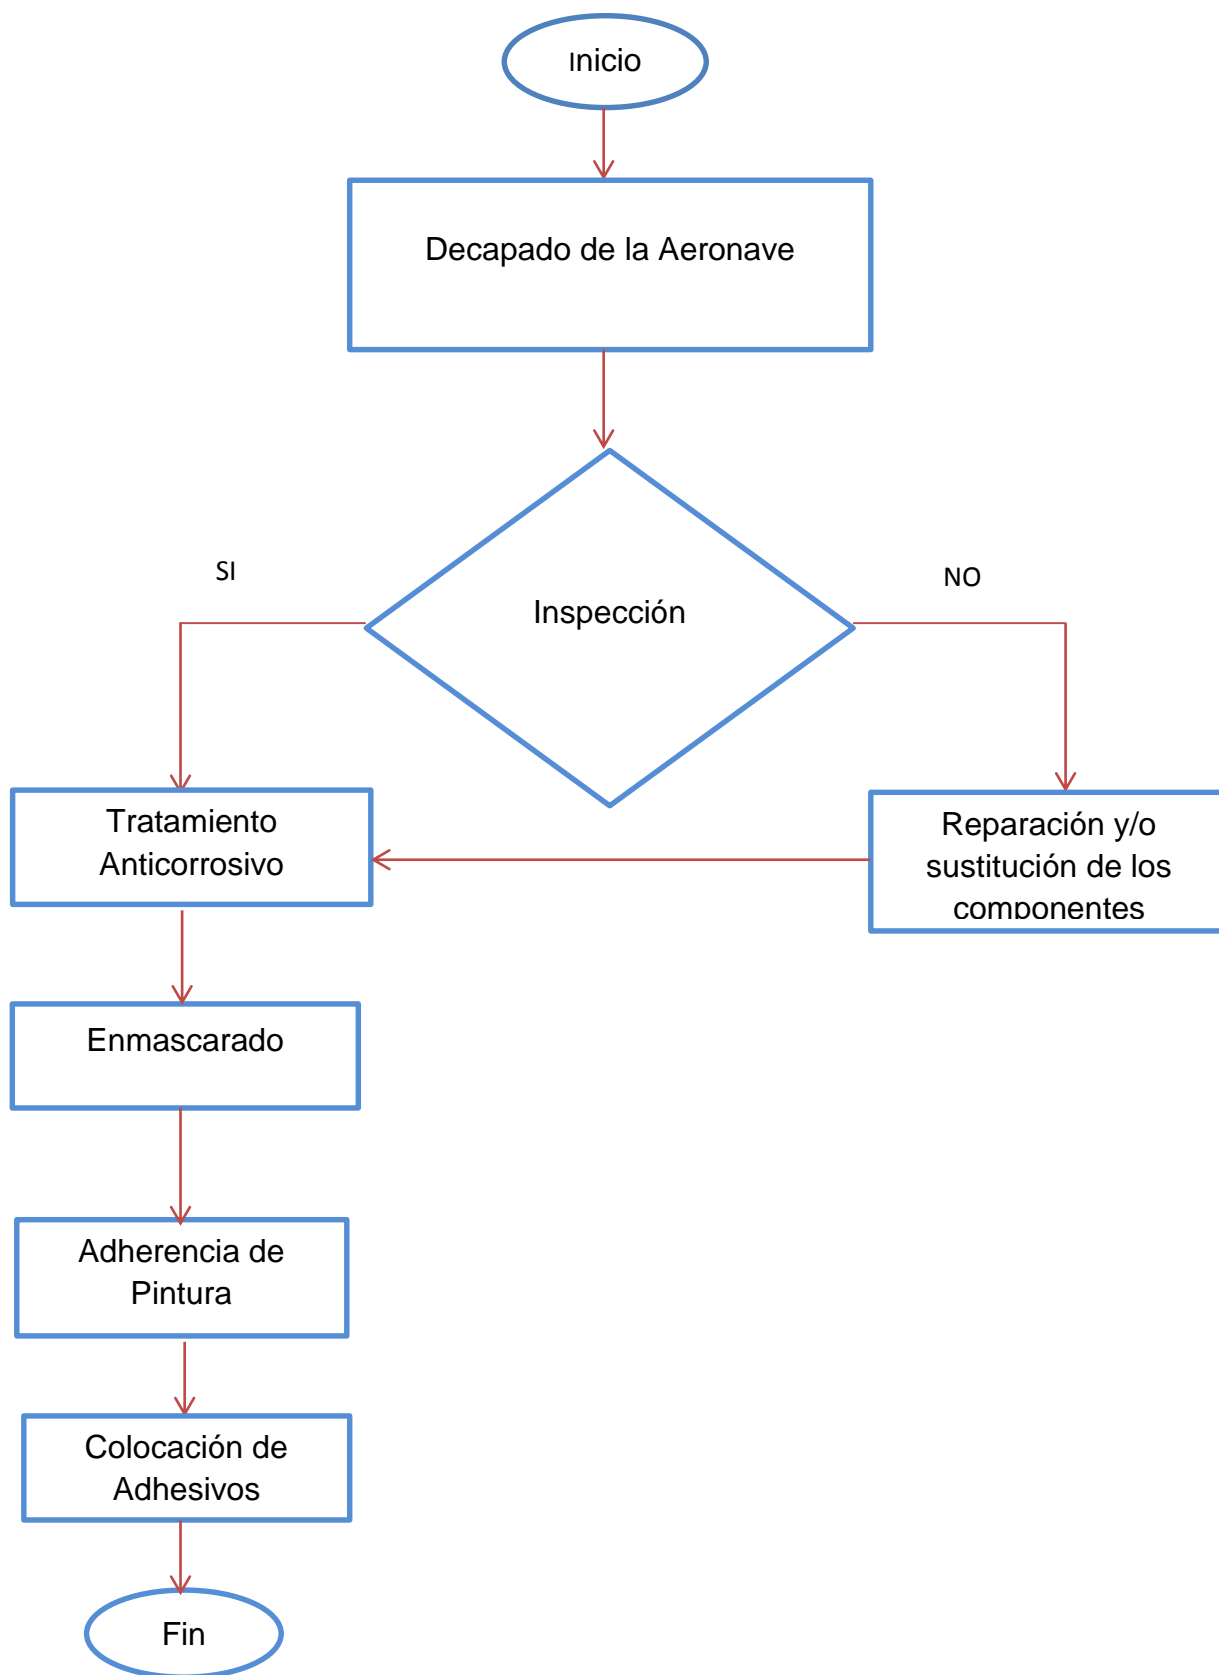 Inicio
Decapado de la Aeronave
SI
NO
Inspección
Tratamiento
Anticorrosivo
Reparación y/o
sustitución de los
componentes
Enmascarado
Adherencia de
Pintura
Colocación de
Adhesivos
Fin